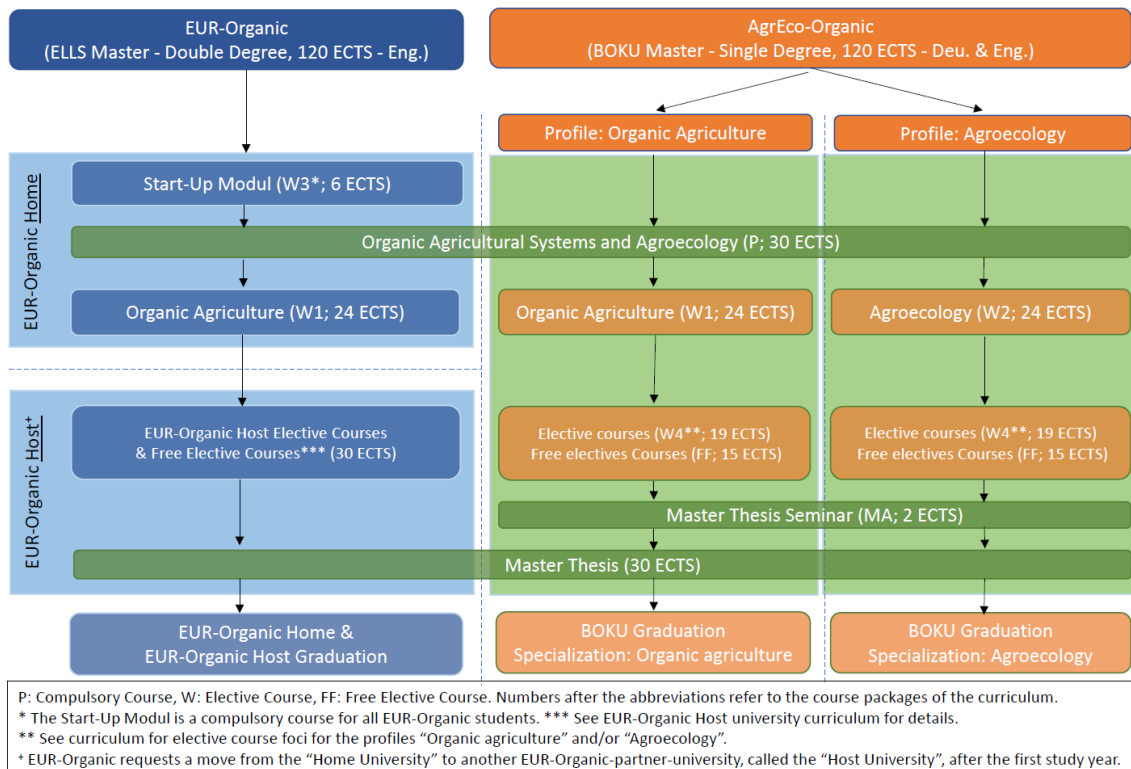 EUR-Organic
(ELLS Master - Double Degree, 120 ECTS - Eng.)
AgrEco-Organic
(BOKU Master - Single Degree, 120 ECTS - Deu. & Eng.)
Profile: Organic Agriculture
Profile: Agroecology
EUR-Organic Home
Start-Up Modul (W3*; 6 ECTS)
Organic Agricultural Systems and Agroecology (P; 30 ECTS)
Organic Agriculture (W1; 24 ECTS)
Organic Agriculture (W1; 24 ECTS)
Agroecology (W2; 24 ECTS)
EUR-Organic Host⁺
EUR-Organic Host Elective Courses
& Free Elective Courses*** (30 ECTS)
Elective courses (W4**; 19 ECTS)
Free electives Courses (FF; 15 ECTS)
Elective courses (W4**; 19 ECTS)
Free electives Courses (FF; 15 ECTS)
Master Thesis Seminar (MA; 2 ECTS)
Master Thesis (30 ECTS)
EUR-Organic Home &
EUR-Organic Host Graduation
BOKU Graduation
Specialization: Organic agriculture
BOKU Graduation
Specialization: Agroecology
P: Compulsory Course, W: Elective Course, FF: Free Elective Course. Numbers after the abbreviations refer to the course packages of the curriculum.
* The Start-Up Modul is a compulsory course for all EUR-Organic students. *** See EUR-Organic Host university curriculum for details.
** See curriculum for elective course foci for the profiles “Organic agriculture” and/or “Agroecology”.
⁺ EUR-Organic requests a move from the “Home University” to another EUR-Organic-partner-university, called the “Host University”, after the first study year.